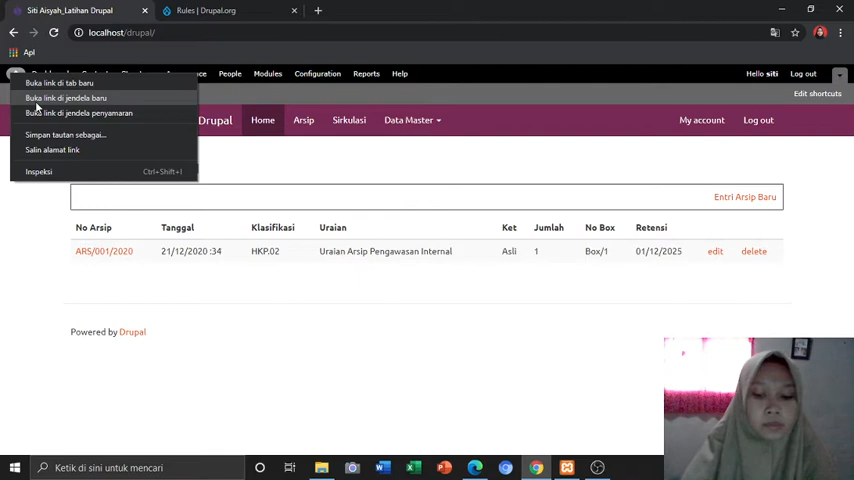 Siti Aisyah_Latihan Drupal
Rules | Drupal.org
localhost/drupal/
Apl
People Modules Configuration Reports Help Hello siti Log out
Edit shortcuts
Buka link di tab baru
Buka link di jendela baru
Buka link di jendela penyamaran
Simpan tautan sebagai...
Salin alamat link
Inspeksi Ctrl+Shift+I
Drupal Home Arsip Sirkulasi Data Master My account Log out
Entri Arsip Baru
No Arsip Tanggal Klasifikasi Uraian Ket Jumlah No Box Retensi
ARS/001/2020 21/12/2020 :34 HKP.02 Uraian Arsip Pengawasan Internal Asli 1 Box/1 01/12/2025 edit delete
Powered by Drupal
Ketik di sini untuk mencari